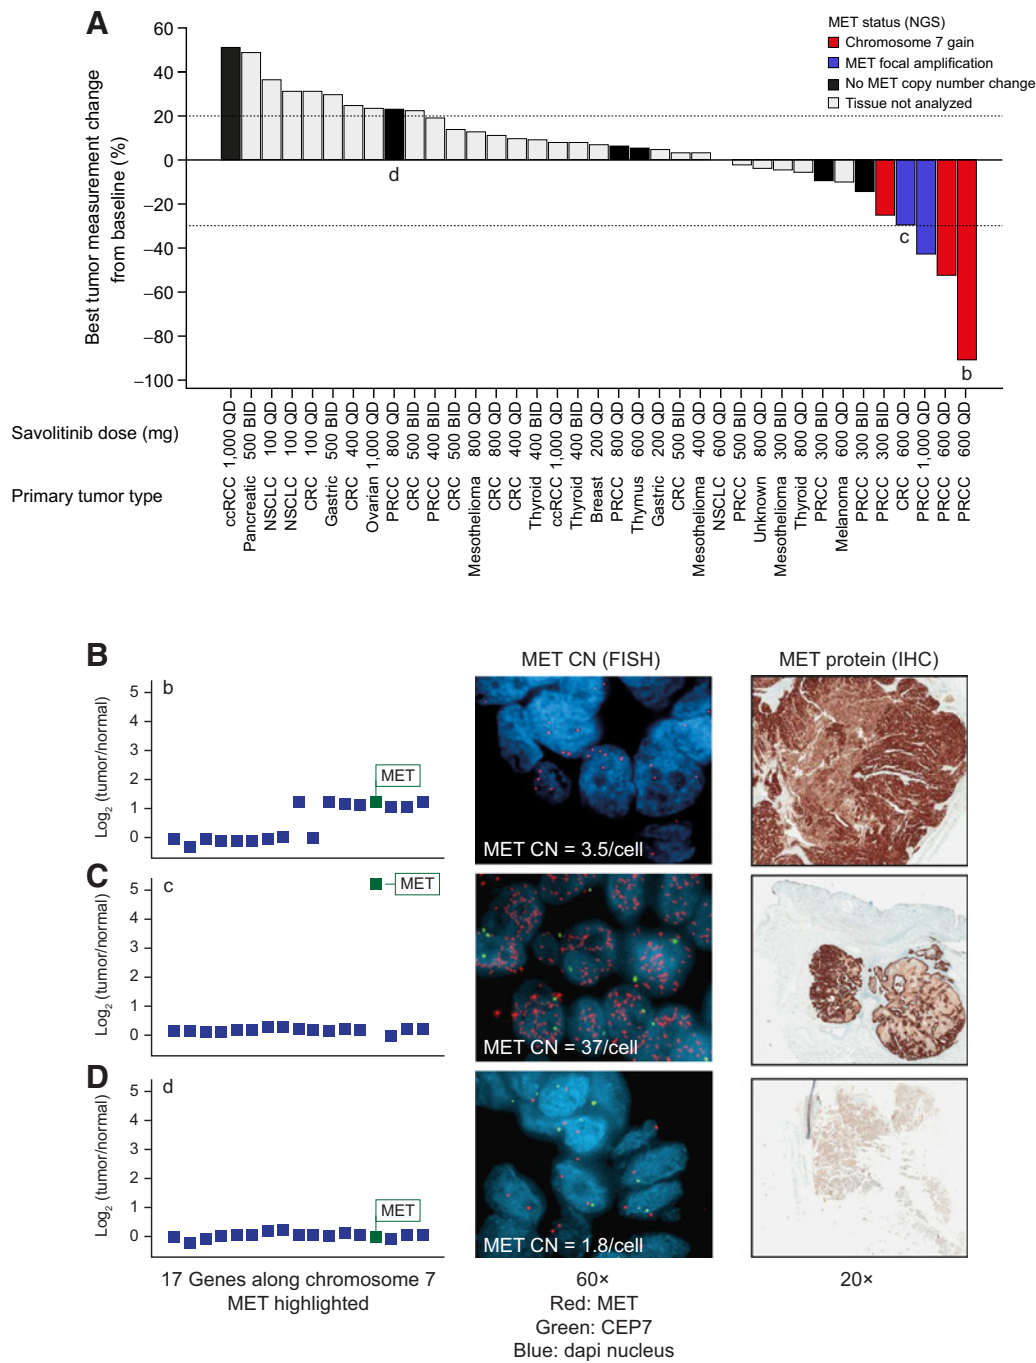 A
60
40
20
0
−20
−40
−60
−80
−100
Best tumor measurement change
from baseline (%)
MET status (NGS)
Chromosome 7 gain
MET focal amplification
No MET copy number change
Tissue not analyzed
d
c
b
Savolitinib dose (mg)
1,000 QD
500 BID
100 QD
100 QD
100 QD
500 BID
400 QD
1,000 QD
800 QD
500 BID
400 BID
500 BID
800 QD
800 QD
400 QD
400 BID
1,000 QD
400 BID
200 QD
800 QD
800 QD
200 QD
500 BID
400 QD
600 QD
500 BID
800 QD
300 BID
800 QD
300 BID
600 QD
300 BID
300 BID
600 QD
1,000 QD
600 QD
600 QD
Primary tumor type
ccRCC
Pancreatic
NSCLC
NSCLC
CRC
Gastric
CRC
Ovarian
PRCC
CRC
PRCC
CRC
Mesothelioma
CRC
CRC
Thyroid
ccRCC
Thyroid
Breast
PRCC
Thymus
Gastric
CRC
Mesothelioma
NSCLC
PRCC
Unknown
Mesothelioma
Thyroid
PRCC
Melanoma
PRCC
PRCC
CRC
PRCC
PRCC
PRCC
B
MET CN (FISH)
MET protein (IHC)
b
5
4
3
2
1
0
Log2 (tumor/normal)
MET
MET CN = 3.5/cell
C
c
5
4
3
2
1
0
Log2 (tumor/normal)
MET
MET CN = 37/cell
D
d
5
4
3
2
1
0
Log2 (tumor/normal)
MET
MET CN = 1.8/cell
17 Genes along chromosome 7
MET highlighted
60×
Red: MET
Green: CEP7
Blue: dapi nucleus
20×